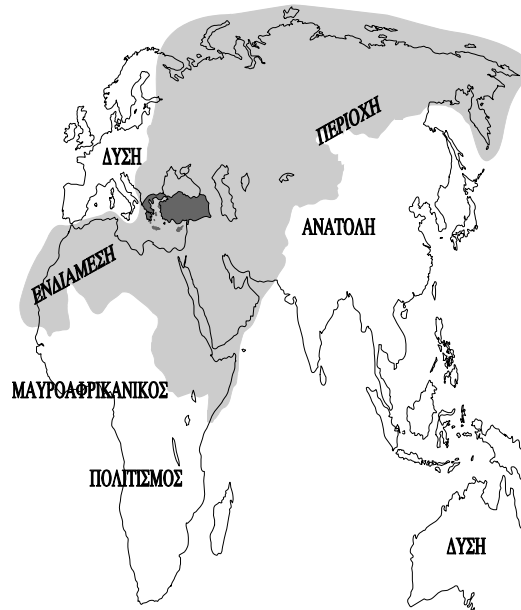 ΠΕΡΙΟΧΗ
ΔΥΣΗ
ΑΝΑΤΟΛΗ
ΕΝΔΙΑΜΕΣΗ
ΜΑΥΡΟΑΦΡΙΚΑΝΙΚΟΣ
ΠΟΛΙΤΙΣΜΟΣ
ΔΥΣΗ